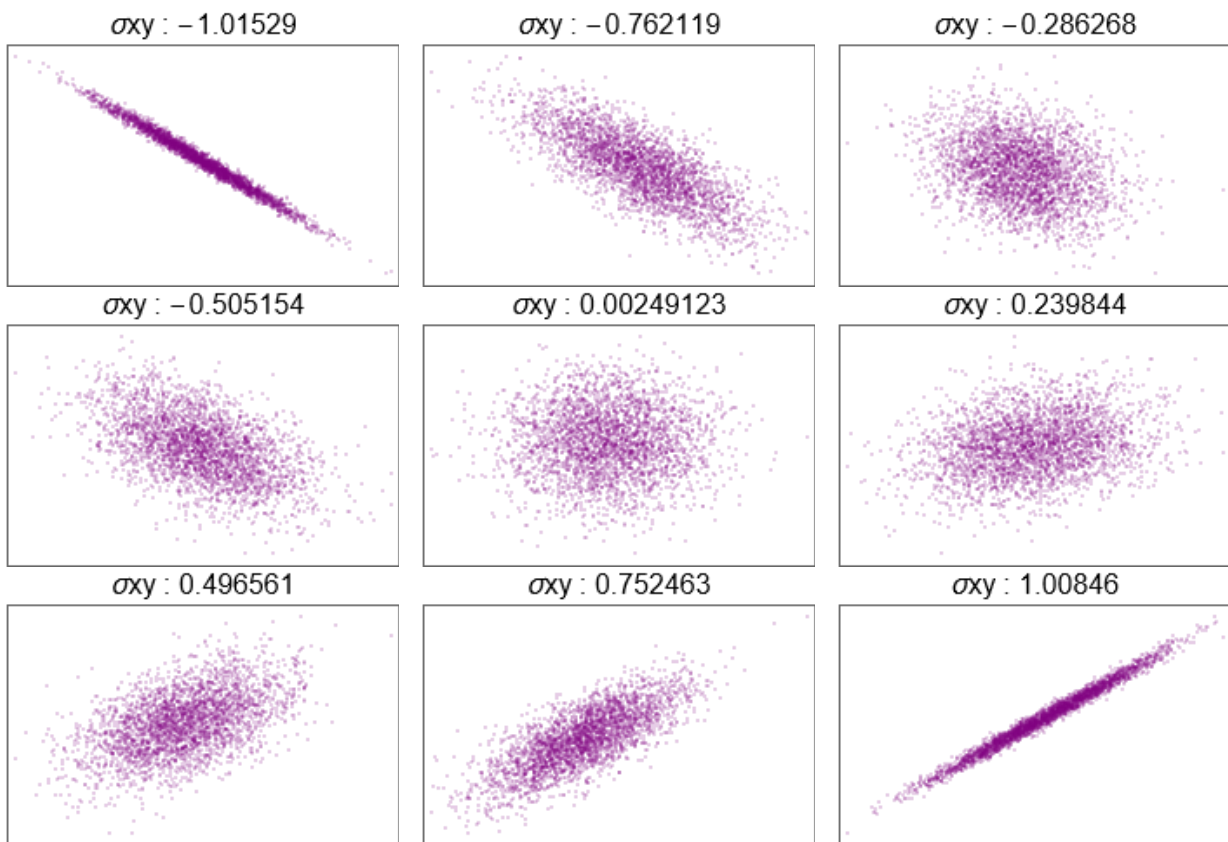 σxy : −1.01529
σxy : −0.762119
σxy : −0.286268
σxy : −0.505154
σxy : 0.00249123
σxy : 0.239844
σxy : 0.496561
σxy : 0.752463
σxy : 1.00846